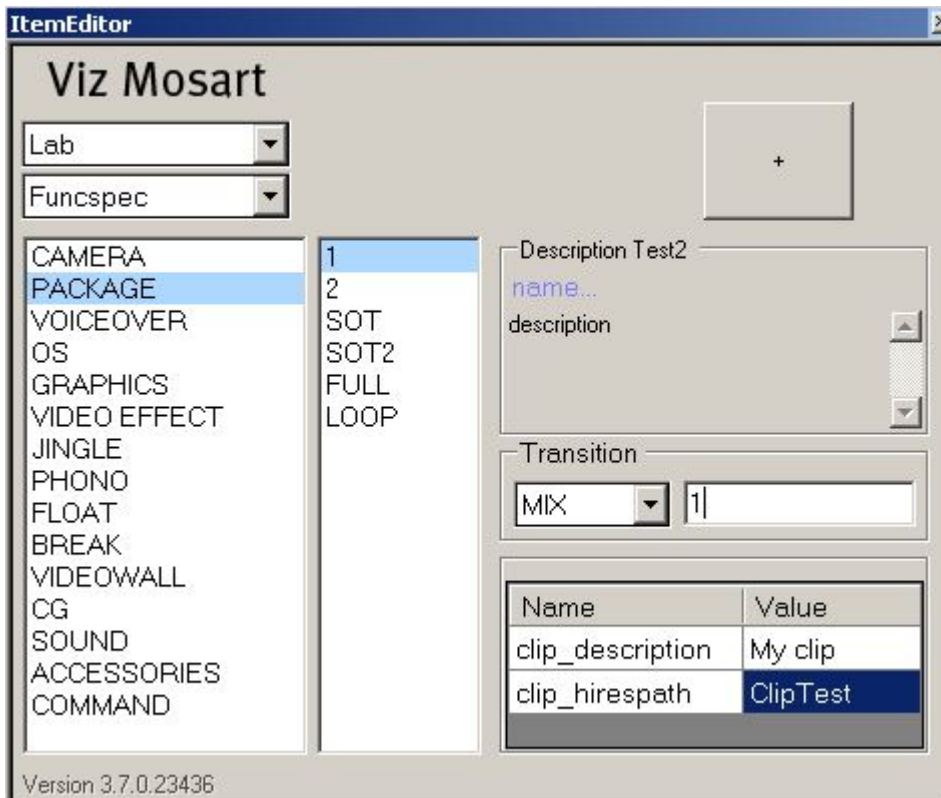 ItemEditor
Viz Mosart
Lab
Funcspec
+
CAMERA
PACKAGE
VOICEOVER
OS
GRAPHICS
VIDEO EFFECT
JINGLE
PHONO
FLOAT
BREAK
VIDEOWALL
CG
SOUND
ACCESSORIES
COMMAND
1
2
SOT
SOT2
FULL
LOOP
Description Test2
name...
description
Transition
MIX 1
Name Value
clip_description My clip
clip_hirespath ClipTest
Version 3.7.0.23436